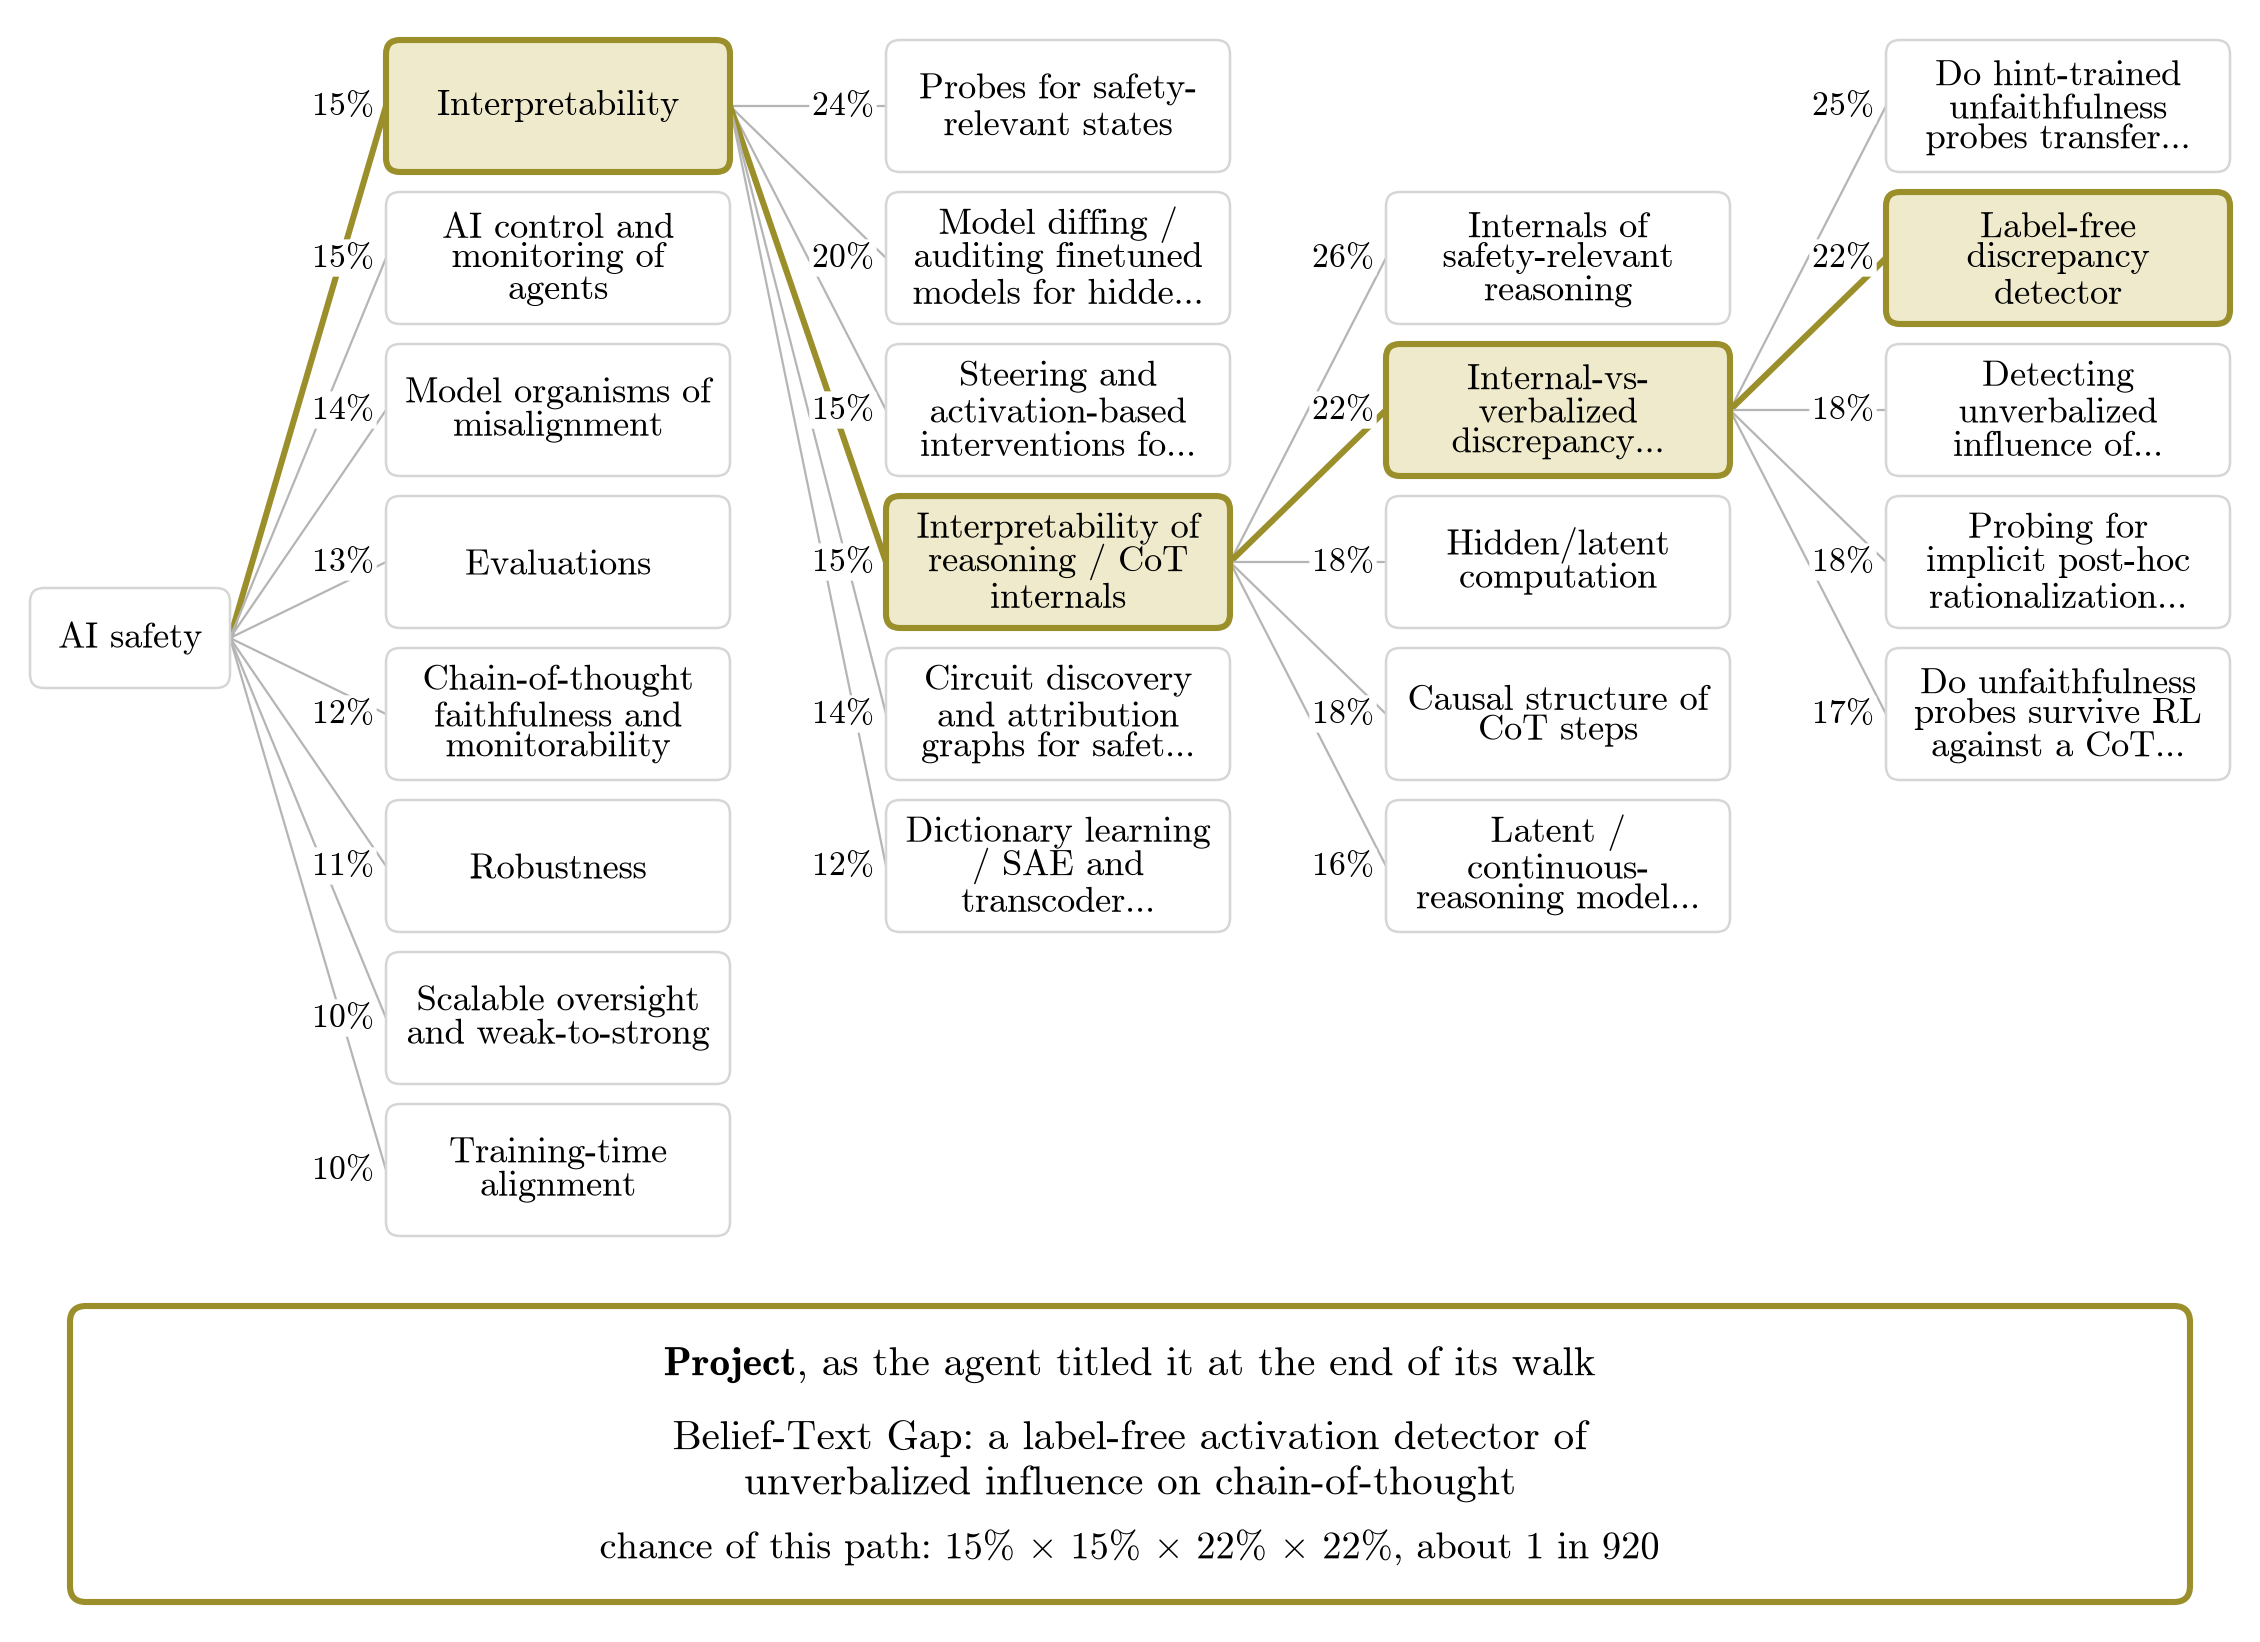 AI safety
15%
Interpretability
15%
AI control and
monitoring of
agents
14%
Model organisms of
misalignment
13%
Evaluations
12%
Chain-of-thought
faithfulness and
monitorability
11%
Robustness
10%
Scalable oversight
and weak-to-strong
10%
Training-time
alignment
24%
Probes for safety-
relevant states
20%
Model diffing /
auditing finetuned
models for hidde...
15%
Steering and
activation-based
interventions fo...
15%
Interpretability of
reasoning / CoT
internals
14%
Circuit discovery
and attribution
graphs for safet...
12%
Dictionary learning
/ SAE and
transcoder...
26%
Internals of
safety-relevant
reasoning
22%
Internal-vs-
verbalized
discrepancy...
18%
Hidden/latent
computation
18%
Causal structure of
CoT steps
16%
Latent /
continuous-
reasoning model...
25%
Do hint-trained
unfaithfulness
probes transfer...
22%
Label-free
discrepancy
detector
18%
Detecting
unverbalized
influence of...
18%
Probing for
implicit post-hoc
rationalization...
17%
Do unfaithfulness
probes survive RL
against a CoT...
Project, as the agent titled it at the end of its walk
Belief-Text Gap: a label-free activation detector of
unverbalized influence on chain-of-thought
chance of this path: 15% × 15% × 22% × 22%, about 1 in 920